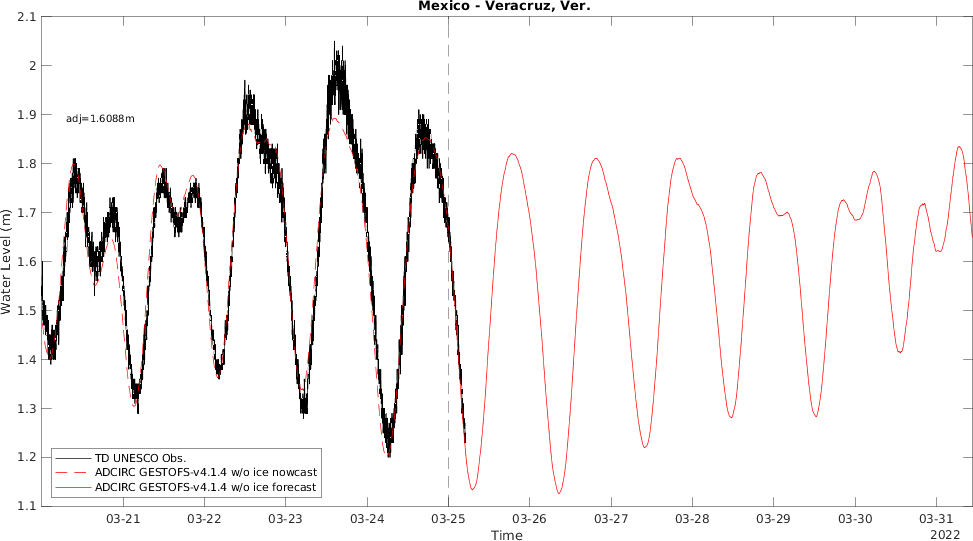 Mexico - Veracruz, Ver.
2.1
2
1.9
adj=1.6088m
1.8
1.7
Water Level (m)
1.6
1.5
1.4
1.3
1.2
1.1
TD UNESCO Obs.
ADCIRC GESTOFS-v4.1.4 w/o ice nowcast
ADCIRC GESTOFS-v4.1.4 w/o ice forecast
03-21 03-22 03-23 03-24 03-25 03-26 03-27 03-28 03-29 03-30 03-31
Time
2022